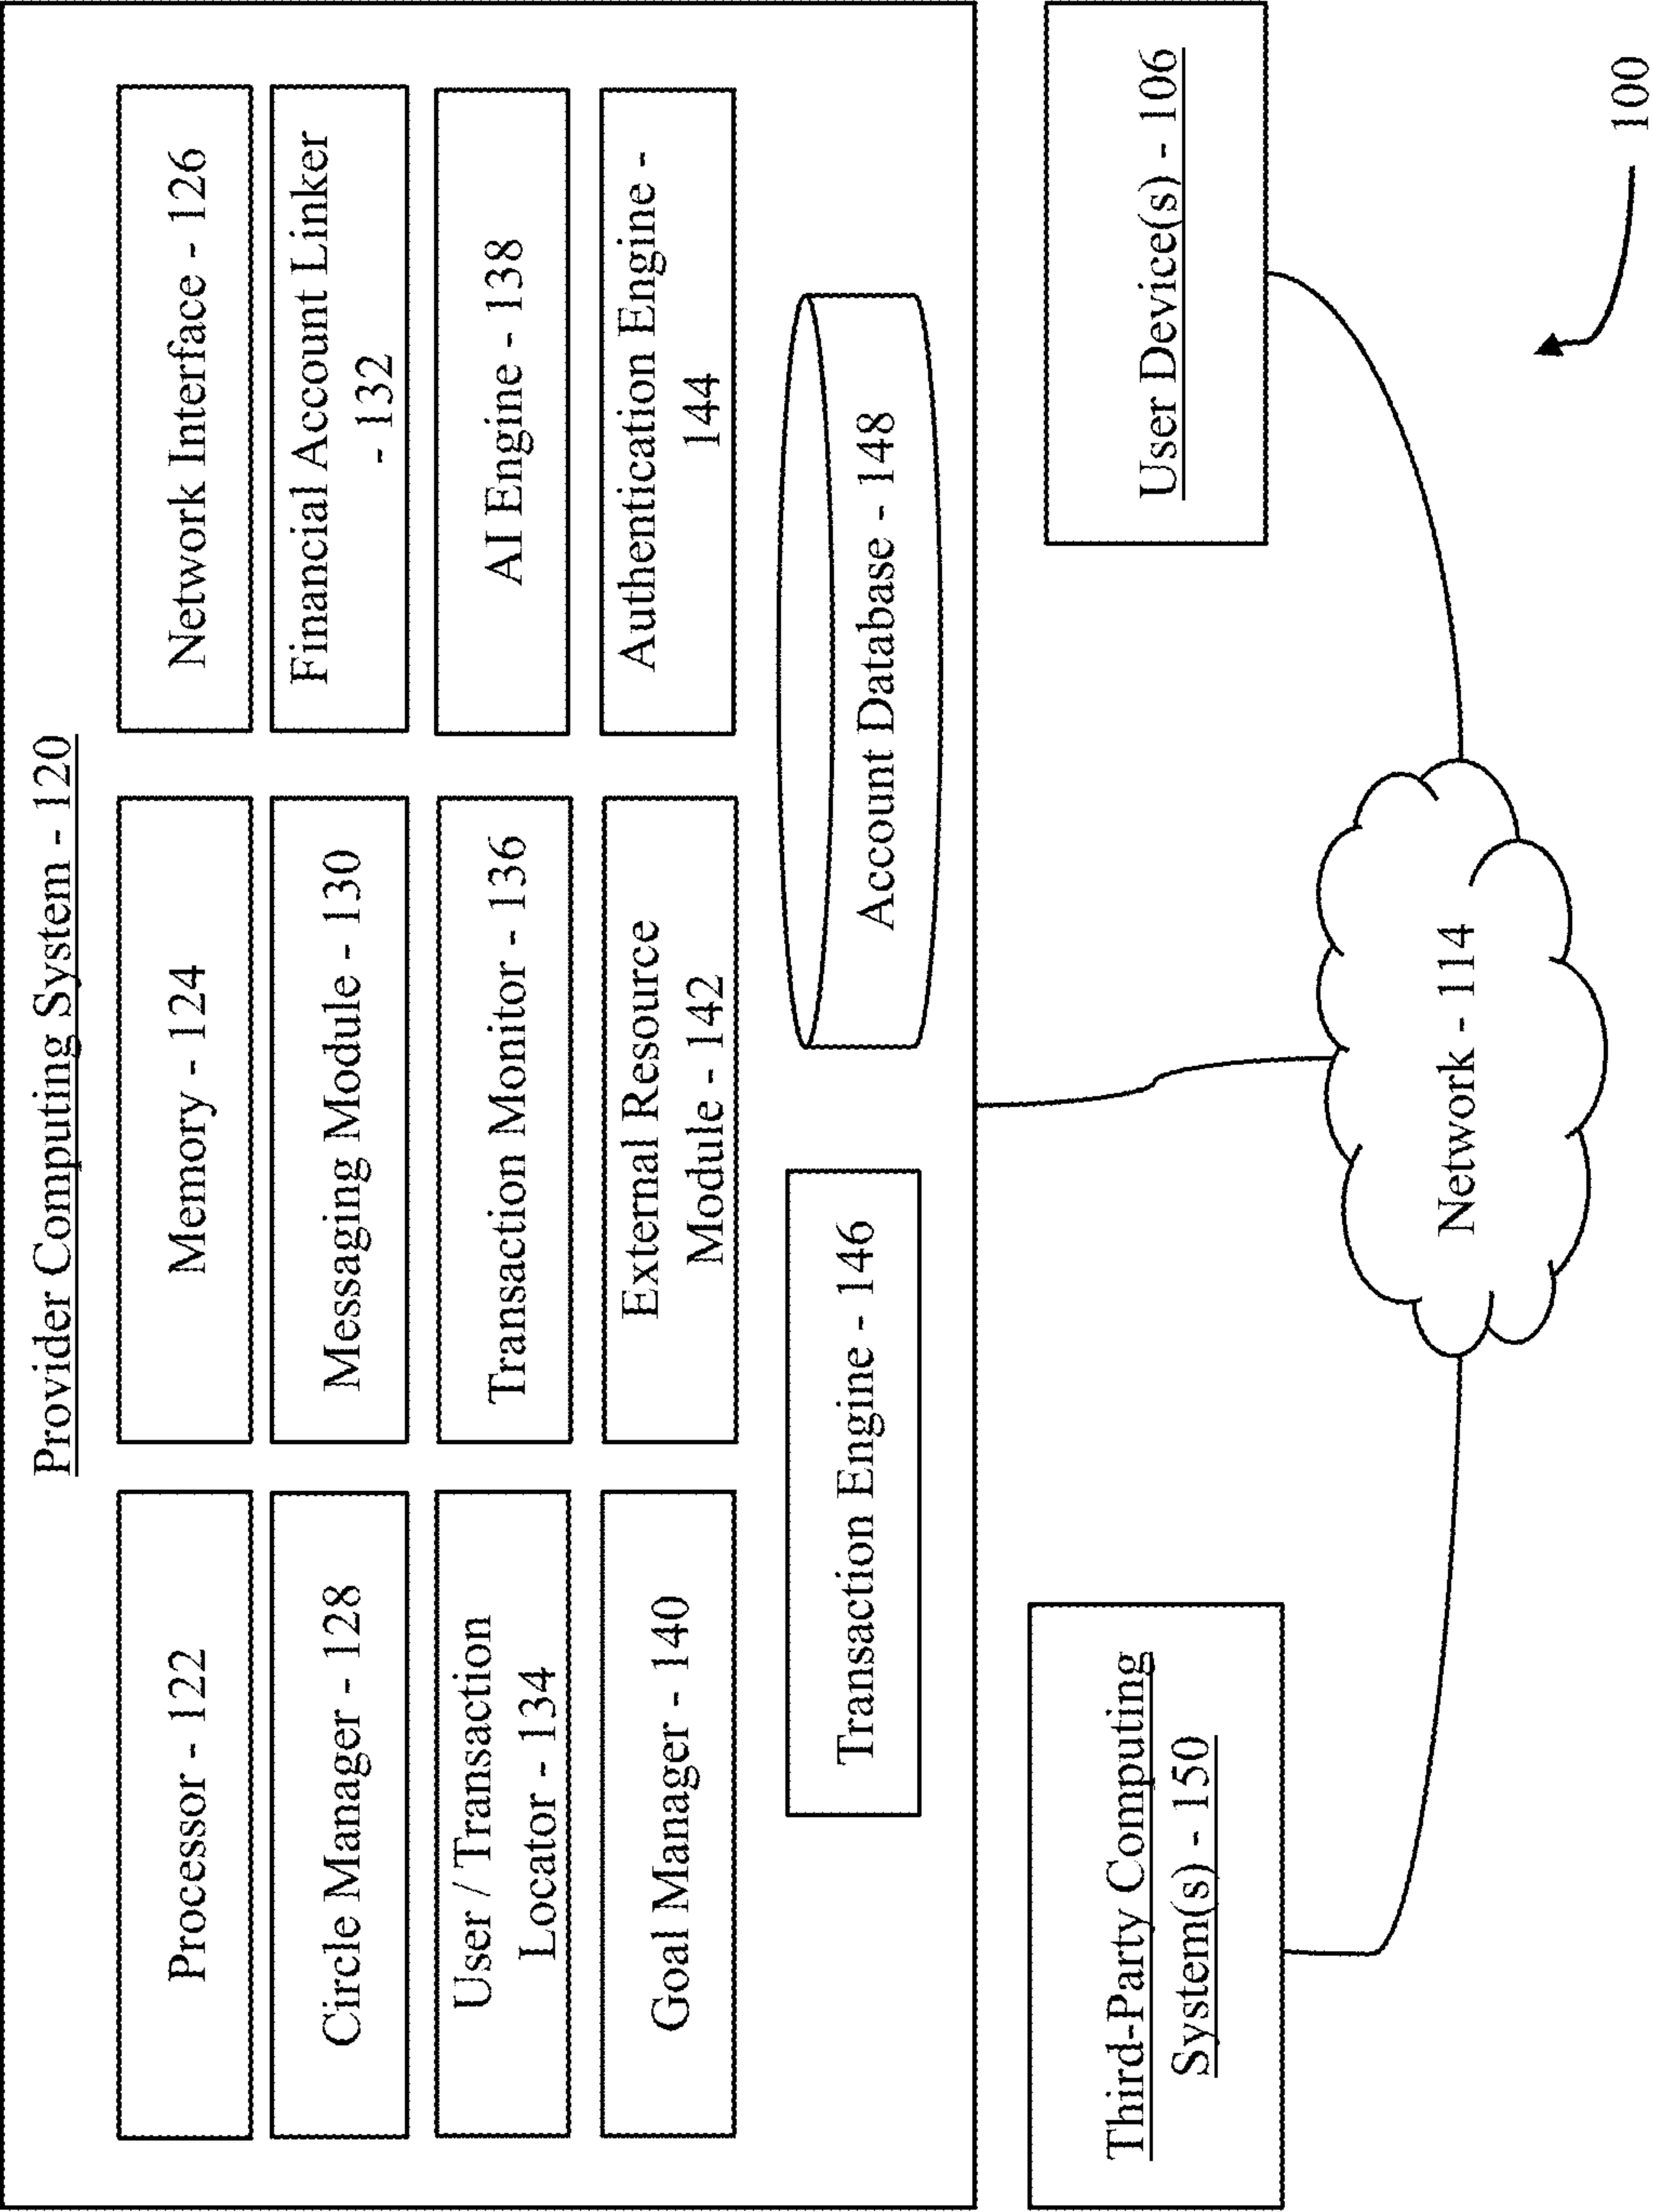 Provider Computing System - 120
Processor - 122
Memory - 124
Network Interface - 126
Circle Manager - 128
Messaging Module - 130
Financial Account Linker
- 132
User / Transaction
Locator - 134
Transaction Monitor - 136
AI Engine - 138
Goal Manager - 140
External Resource
Module - 142
Authentication Engine -
144
Transaction Engine - 146
Account Database - 148
Third-Party Computing
System(s) - 150
User Device(s) - 106
Network - 114
100